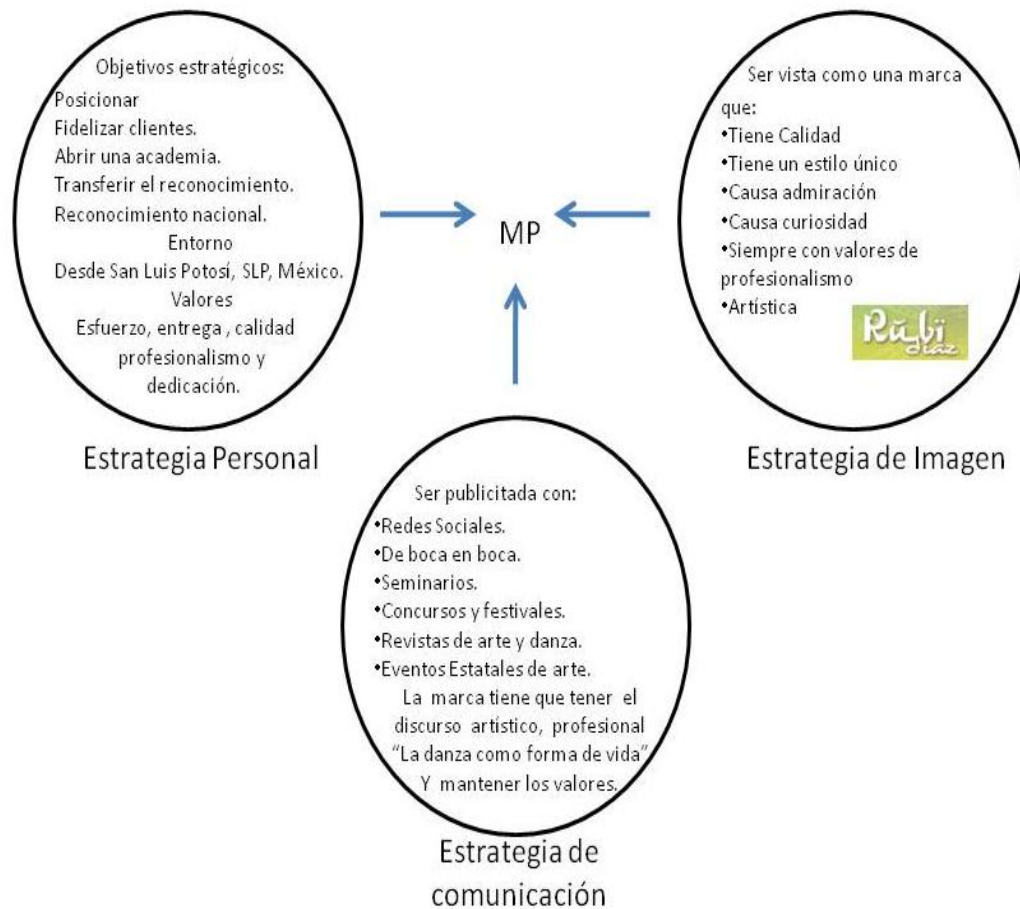 Objetivos estratégicos:
Posicionar
Fidelizar clientes.
Abrir una academia.
Transferir el reconocimiento.
Reconocimiento nacional.
Entorno
Desde San Luis Potosí, SLP, México.
Valores
Esfuerzo, entrega , calidad
profesionalismo y
dedicación.
Estrategia Personal
MP
Ser vista como una marca
que:
•Tiene Calidad
•Tiene un estilo único
•Causa admiración
•Causa curiosidad
•Siempre con valores de
profesionalismo
•Artística
Rŭbï
díaz
Estrategia de Imagen
Ser publicitada con:
•Redes Sociales.
•De boca en boca.
•Seminarios.
•Concursos y festivales.
•Revistas de arte y danza.
•Eventos Estatales de arte.
La marca tiene que tener el
discurso artístico, profesional
“La danza como forma de vida”
Y mantener los valores.
Estrategia de
comunicación